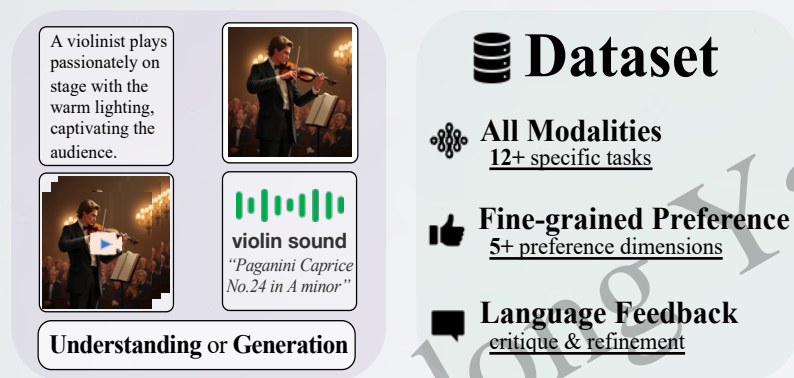 A violinist plays
passionately on
stage with the
warm lighting,
captivating the
audience.
violin sound
“Paganini Caprice
No.24 in A minor”
Understanding or Generation
Dataset
All Modalities
12+ specific tasks
Fine-grained Preference
5+ preference dimensions
Language Feedback
critique & refinement